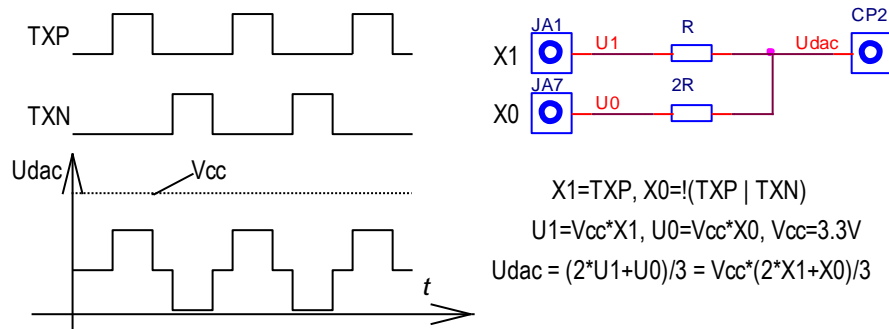 TXP
TXN
Udac
Vcc
t
JA1
X1
U1
R
Udac
CP2
JA7
X0
U0
2R
X1=TXP, X0=!(TXP | TXN)
U1=Vcc*X1, U0=Vcc*X0, Vcc=3.3V
Udac = (2*U1+U0)/3 = Vcc*(2*X1+X0)/3